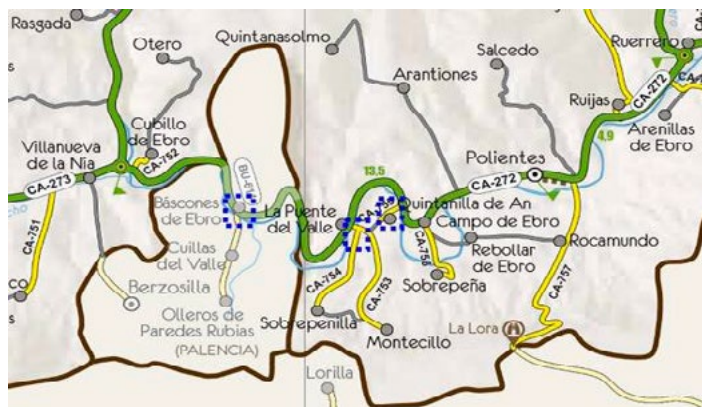 Rasgada
Otero
Quintanasolmo
Salcedo
Ruerrero
Arantiones
CA-272
Ruijas
Cubillo
de Ebro
Villanueva
de la Nia
CA-752
4,9
Arenillas
de Ebro
13,5
Polientes
CA-272
CA-273
Báscones
de Ebro
La Puente
del Valle
Quintanilla de An
Campo de Ebro
CA-751
Cuillas
del Valle
Rebollar
de Ebro
Rocamundo
CA-754
CA-753
Sobrepeña
CA-757
Berzosilla
Olleros de
Paredes Rubias
(PALENCIA)
Sobrepenilla
Montecillo
La Lora
Lorilla